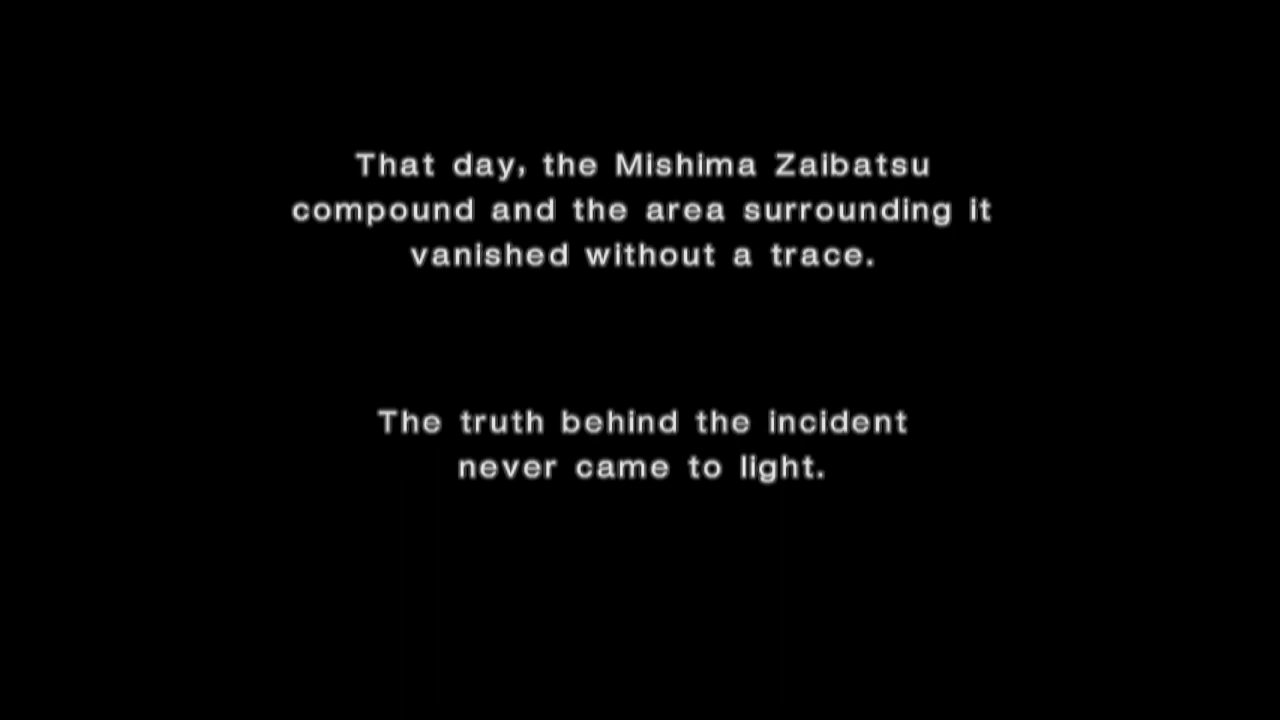 That day, the Mishima Zaibatsu
compound and the area surrounding it
vanished without a trace.
The truth behind the incident
never came to light.